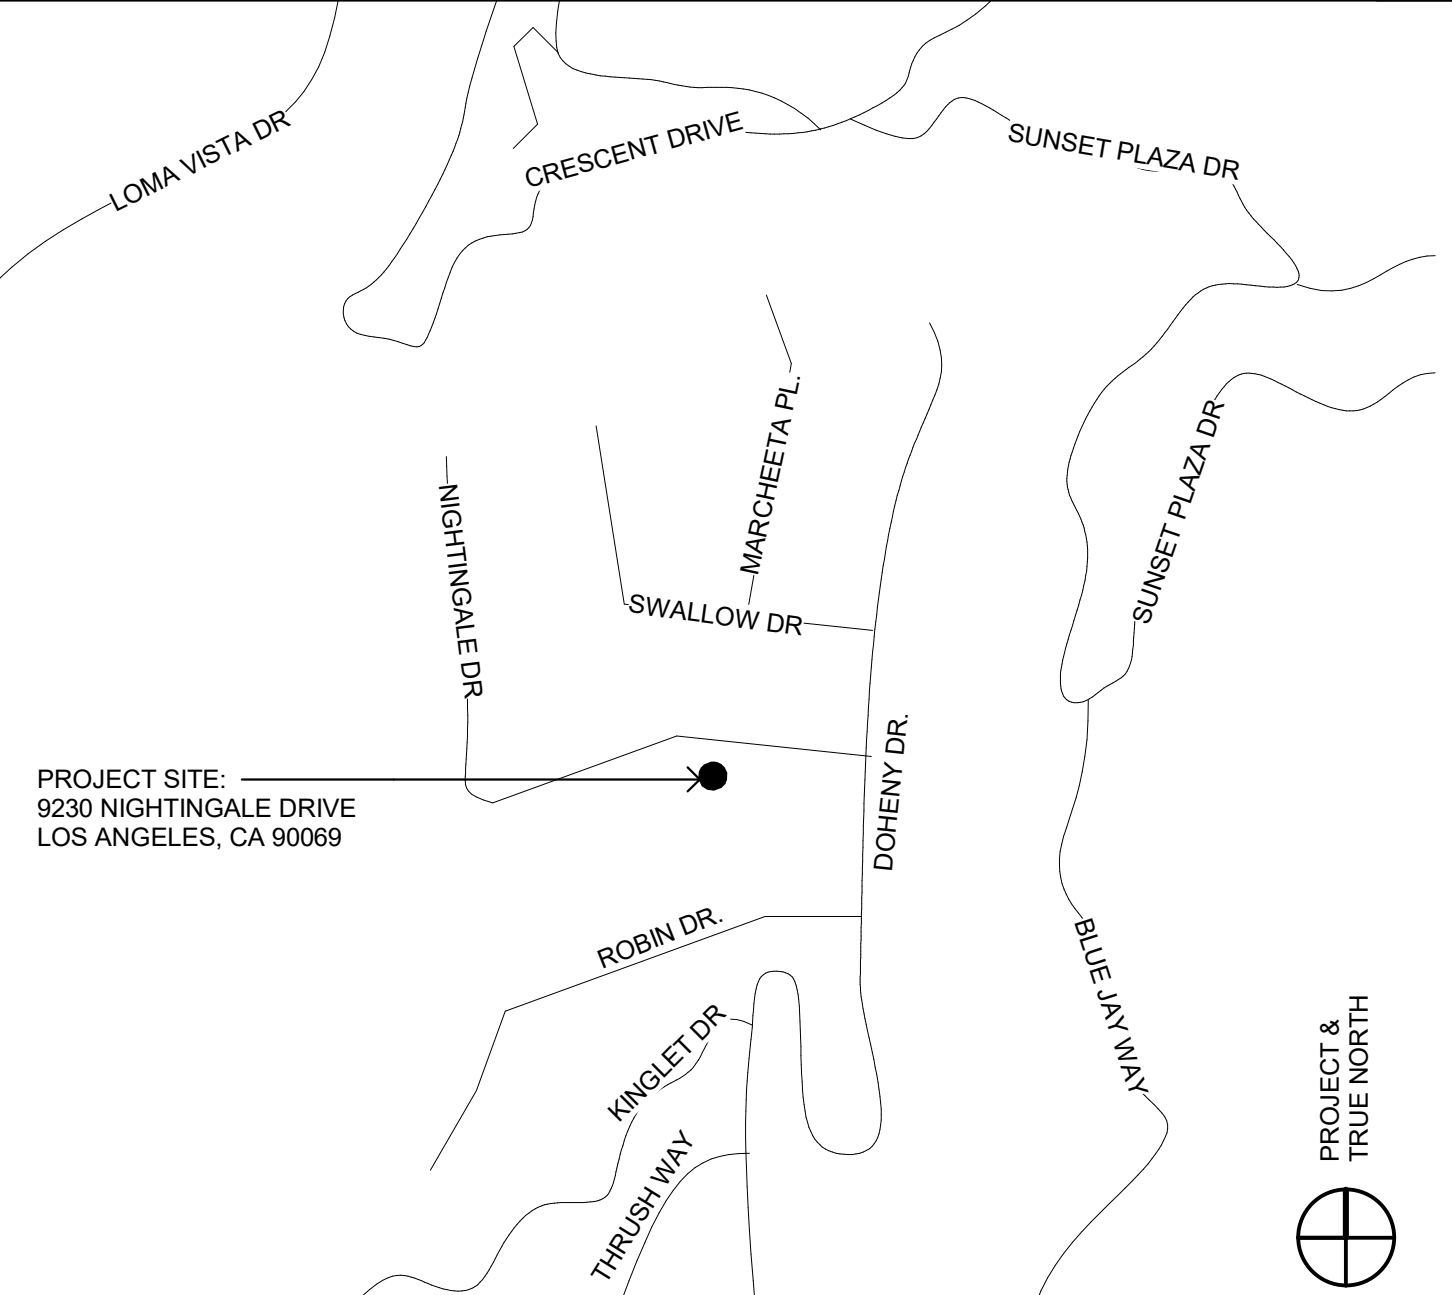 LOMA VISTA DR
CRESCENT DRIVE
SUNSET PLAZA DR
MARCHEETA PL.
SUNSET PLAZA DR
NIGHTINGALE DR
SWALLOW DR
DOHENY DR.
PROJECT SITE:
9230 NIGHTINGALE DRIVE
LOS ANGELES, CA 90069
ROBIN DR.
BLUE JAY WAY
KINGLET DR
THRUSH WAY
PROJECT &
TRUE NORTH